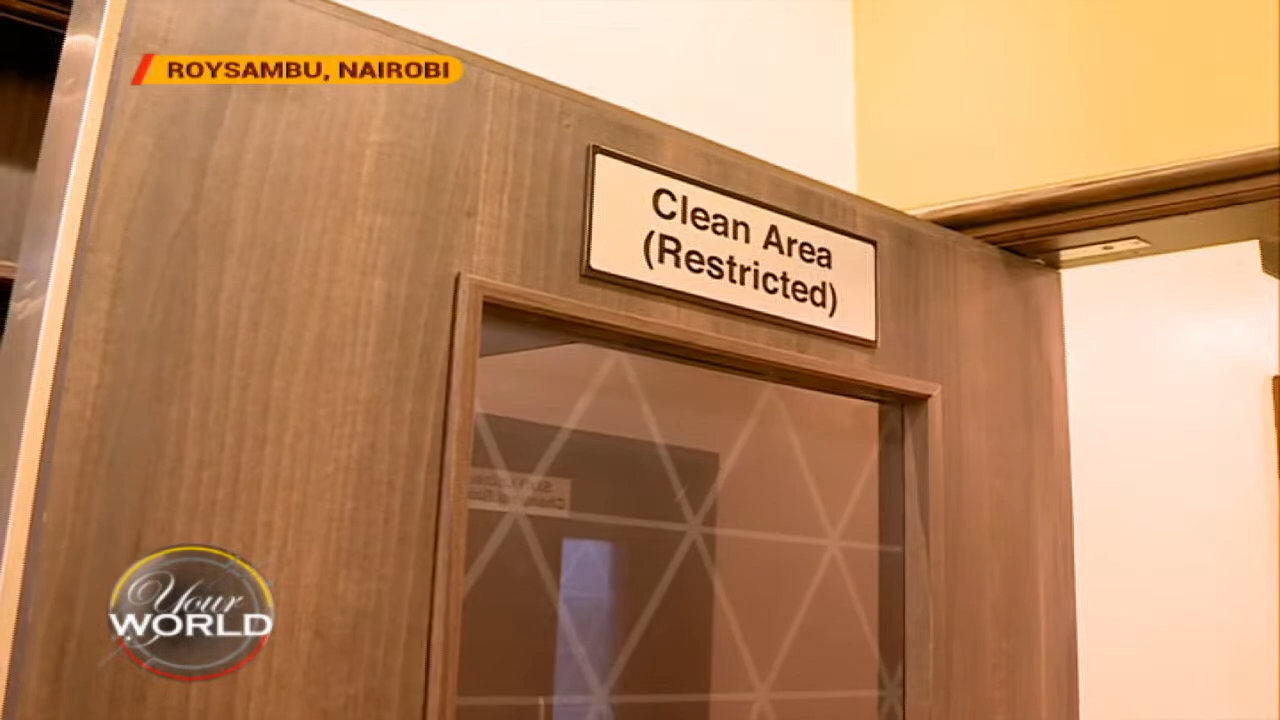 ROYSAMBU, NAIROBI
Clean Area
(Restricted)
Your
WORLD